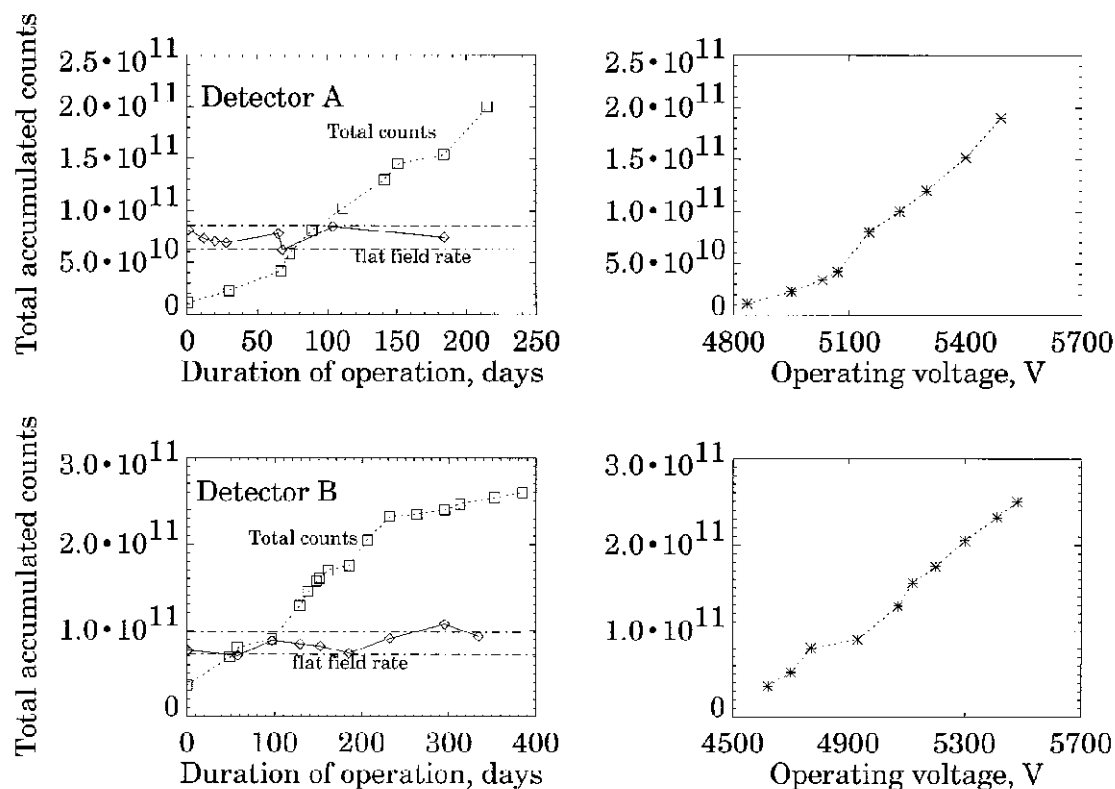 Total accumulated counts
2.5•10¹¹
2.0•10¹¹
1.5•10¹¹
1.0•10¹¹
5.0•10¹⁰
0
Detector A
Total counts
flat field rate
0 50 100 150 200 250
Duration of operation, days
2.5•10¹¹
2.0•10¹¹
1.5•10¹¹
1.0•10¹¹
5.0•10¹⁰
0
4800 5100 5400 5700
Operating voltage, V
Total accumulated counts
3.0•10¹¹
2.0•10¹¹
1.0•10¹¹
0
Detector B
Total counts
flat field rate
0 100 200 300 400
Duration of operation, days
3.0•10¹¹
2.0•10¹¹
1.0•10¹¹
0
4500 4900 5300 5700
Operating voltage, V